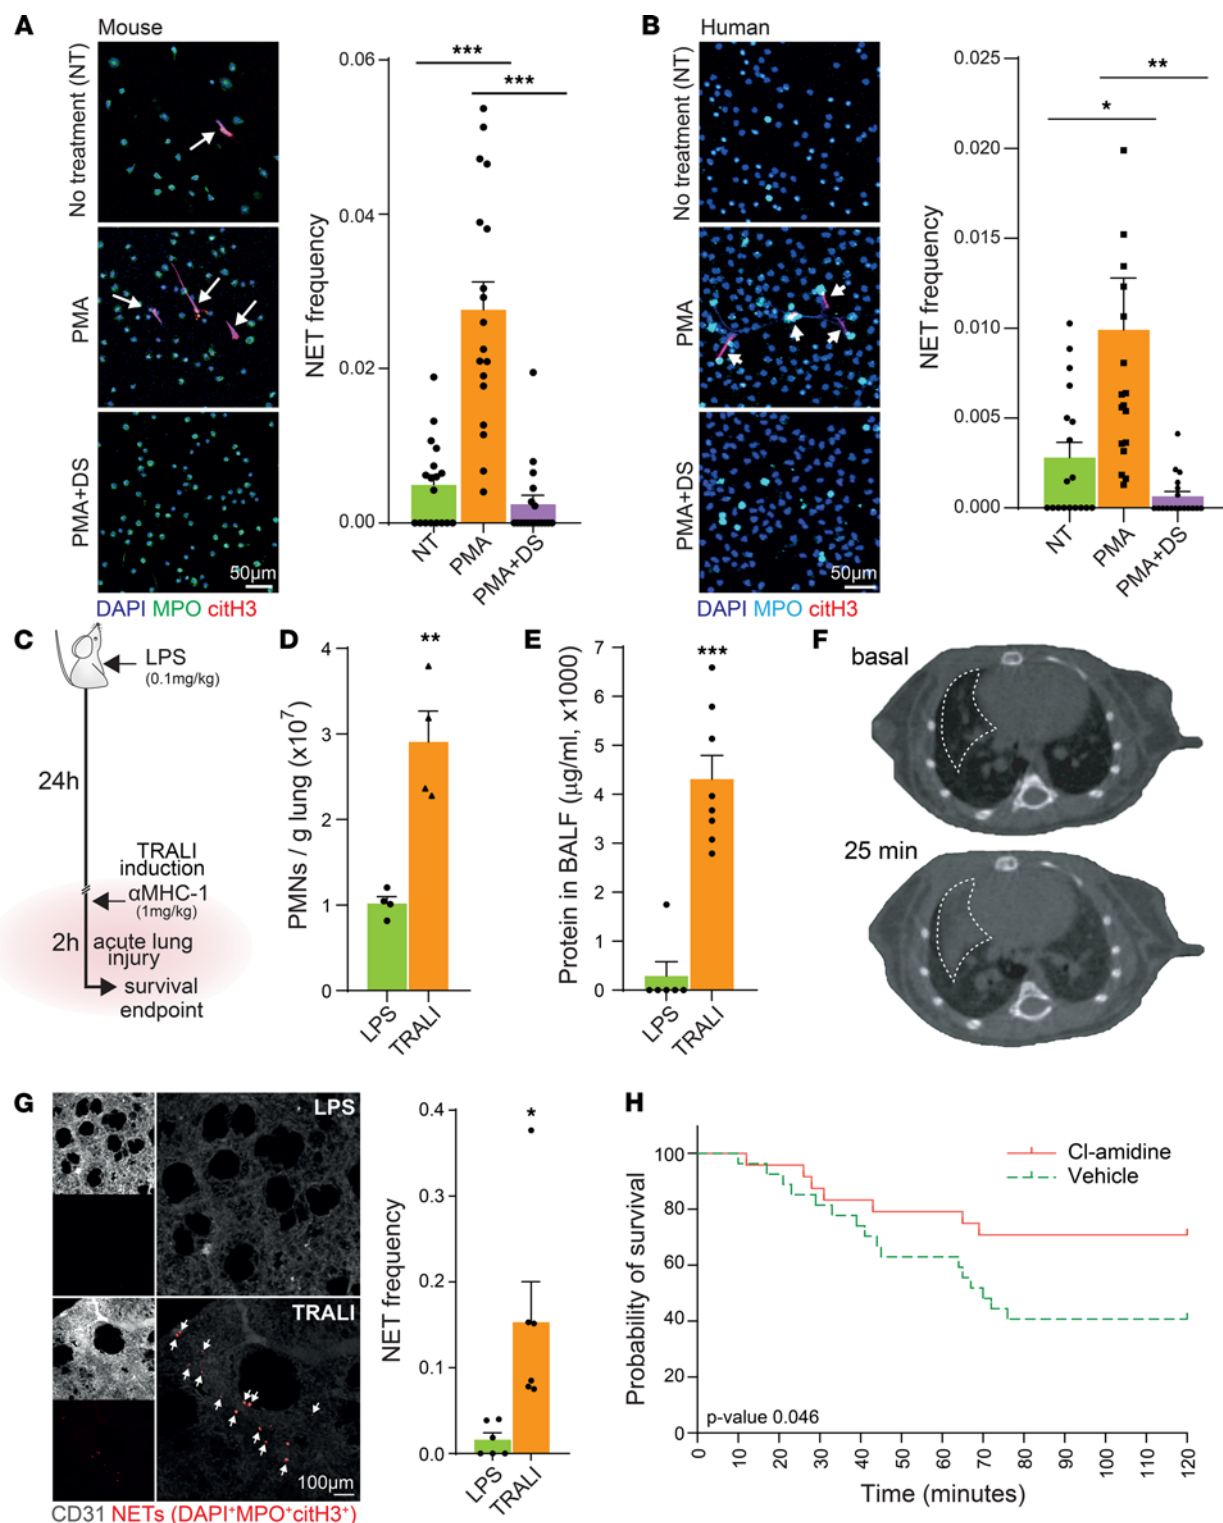 A
Mouse
No treatment (NT)
PMA
PMA+DS
50µm
DAPI MPO citH3
NET frequency
0.06
0.04
0.02
0.00
***
***
NT
PMA
PMA+DS
B
Human
No treatment (NT)
PMA
PMA+DS
50µm
DAPI MPO citH3
NET frequency
0.025
0.020
0.015
0.010
0.005
0.000
**
*
NT
PMA
PMA+DS
C
LPS
(0.1mg/kg)
24h
TRALI
induction
αMHC-1
(1mg/kg)
2h
acute lung
injury
survival
endpoint
D
PMNs / g lung (x10⁷)
4
3
2
1
0
**
LPS
TRALI
E
Protein in BALF (µg/ml, x1000)
7
6
5
4
3
2
1
0
***
LPS
TRALI
F
basal
25 min
G
LPS
TRALI
100µm
CD31 NETs (DAPI⁺MPO⁺citH3⁺)
NET frequency
0.4
0.3
0.2
0.1
0.0
*
LPS
TRALI
H
Probability of survival
100
80
60
40
20
0
Cl-amidine
Vehicle
p-value 0.046
0 10 20 30 40 50 60 70 80 90 100 110 120
Time (minutes)